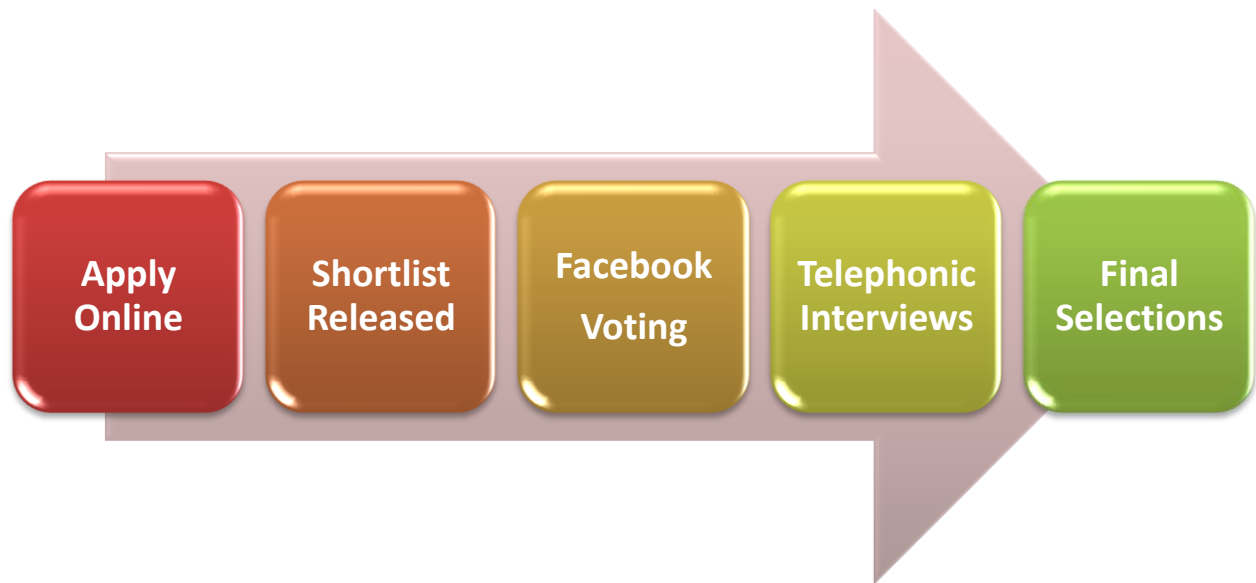 Apply
Online
Shortlist
Released
Facebook
Voting
Telephonic
Interviews
Final
Selections